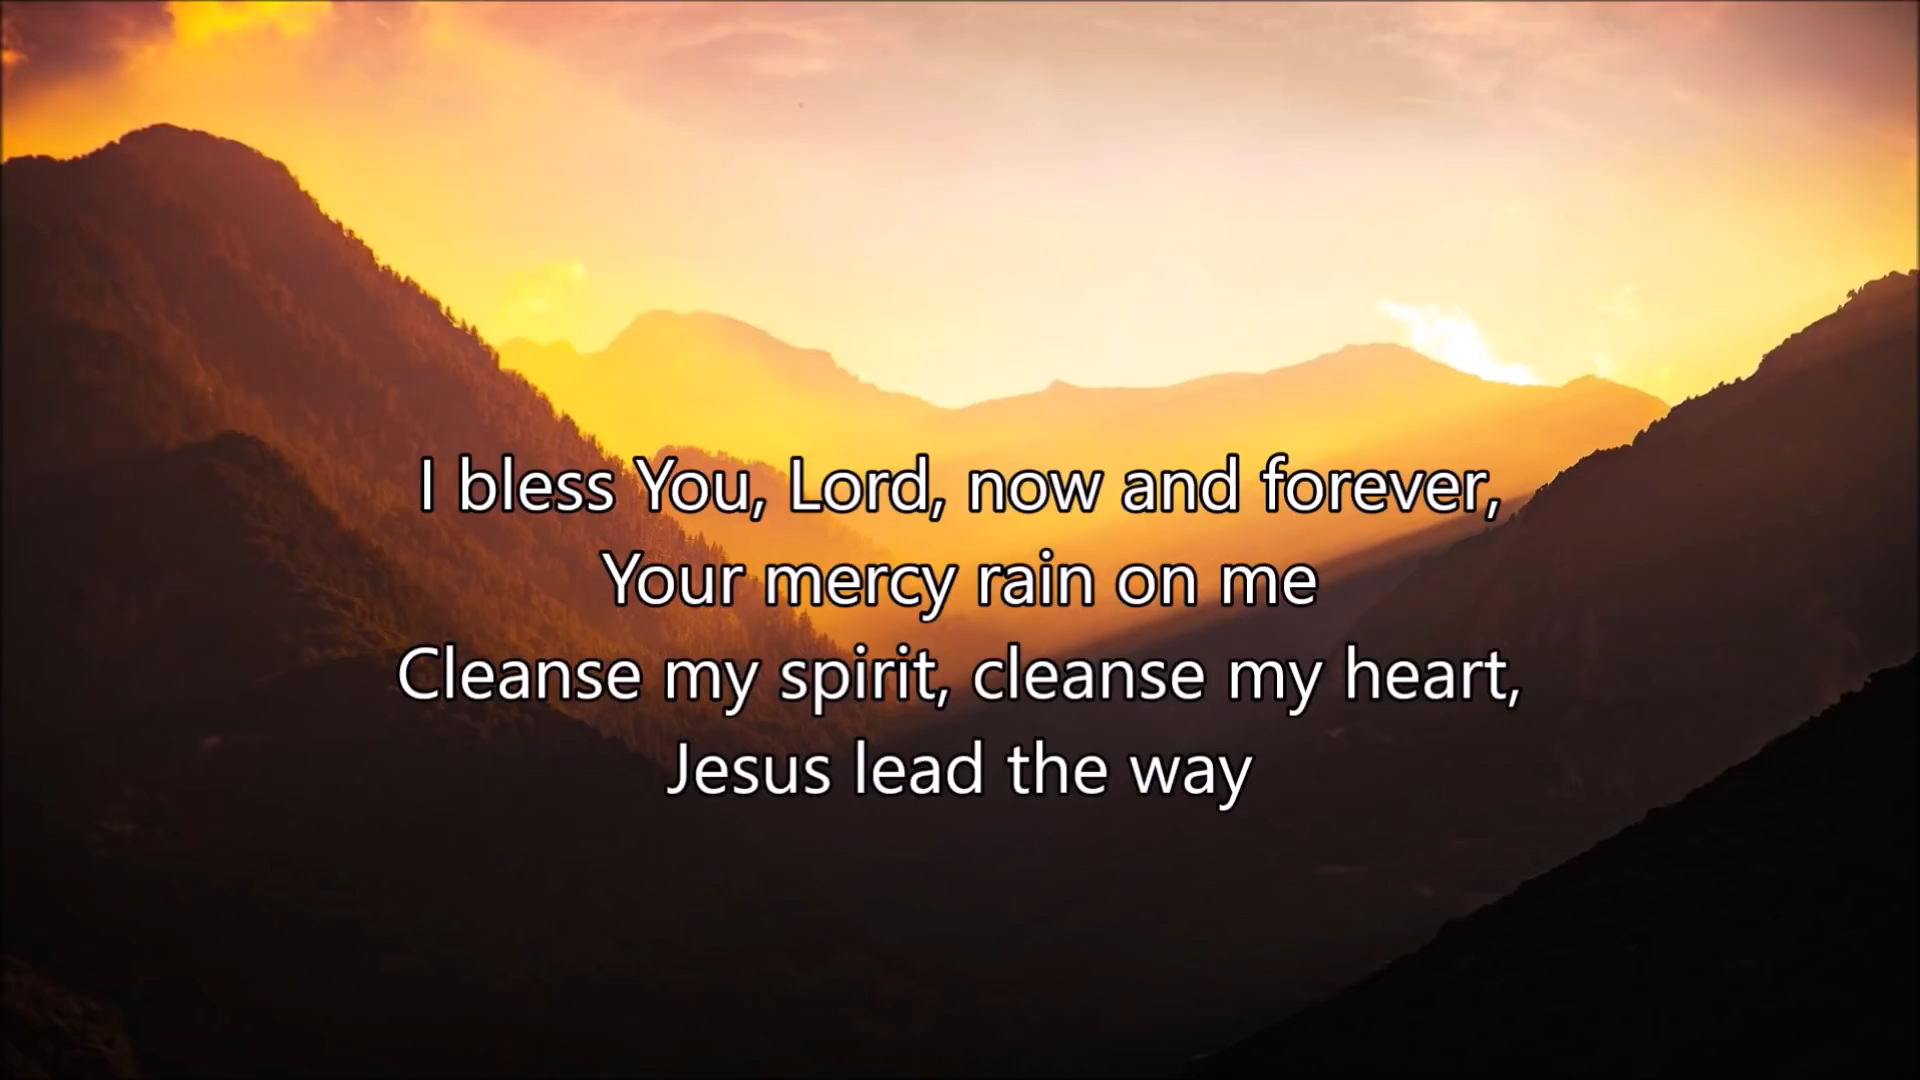 I bless You, Lord, now and forever,
Your mercy rain on me
Cleanse my spirit, cleanse my heart,
Jesus lead the way